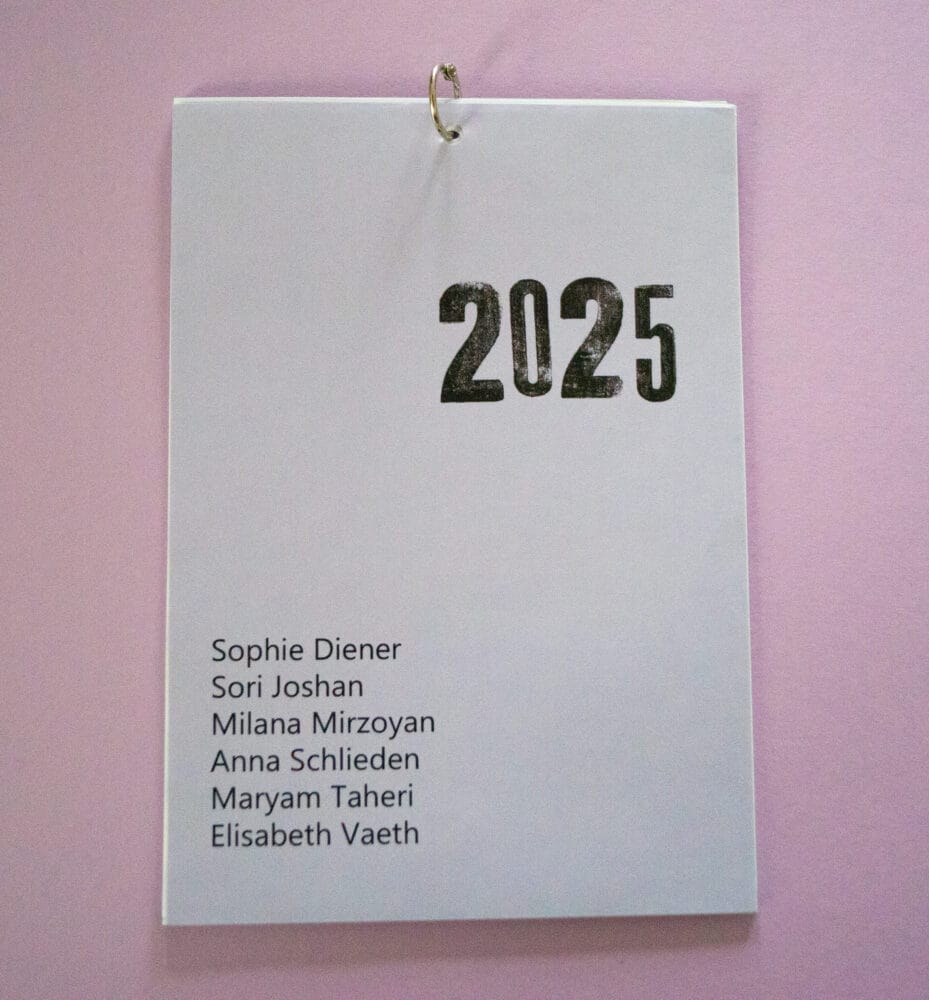 2025
Sophie Diener
Sori Joshan
Milana Mirzoyan
Anna Schlieden
Maryam Taheri
Elisabeth Vaeth